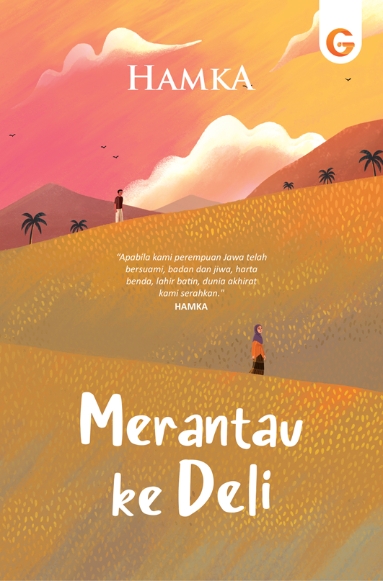 G
HAMKA
"Apabila kami perempuan Jawa telah
bersuami, badan dan jiwa, harta
benda, lahir batin, dunia akhirat
kami serahkan."
HAMKA
Merantau
ke Deli